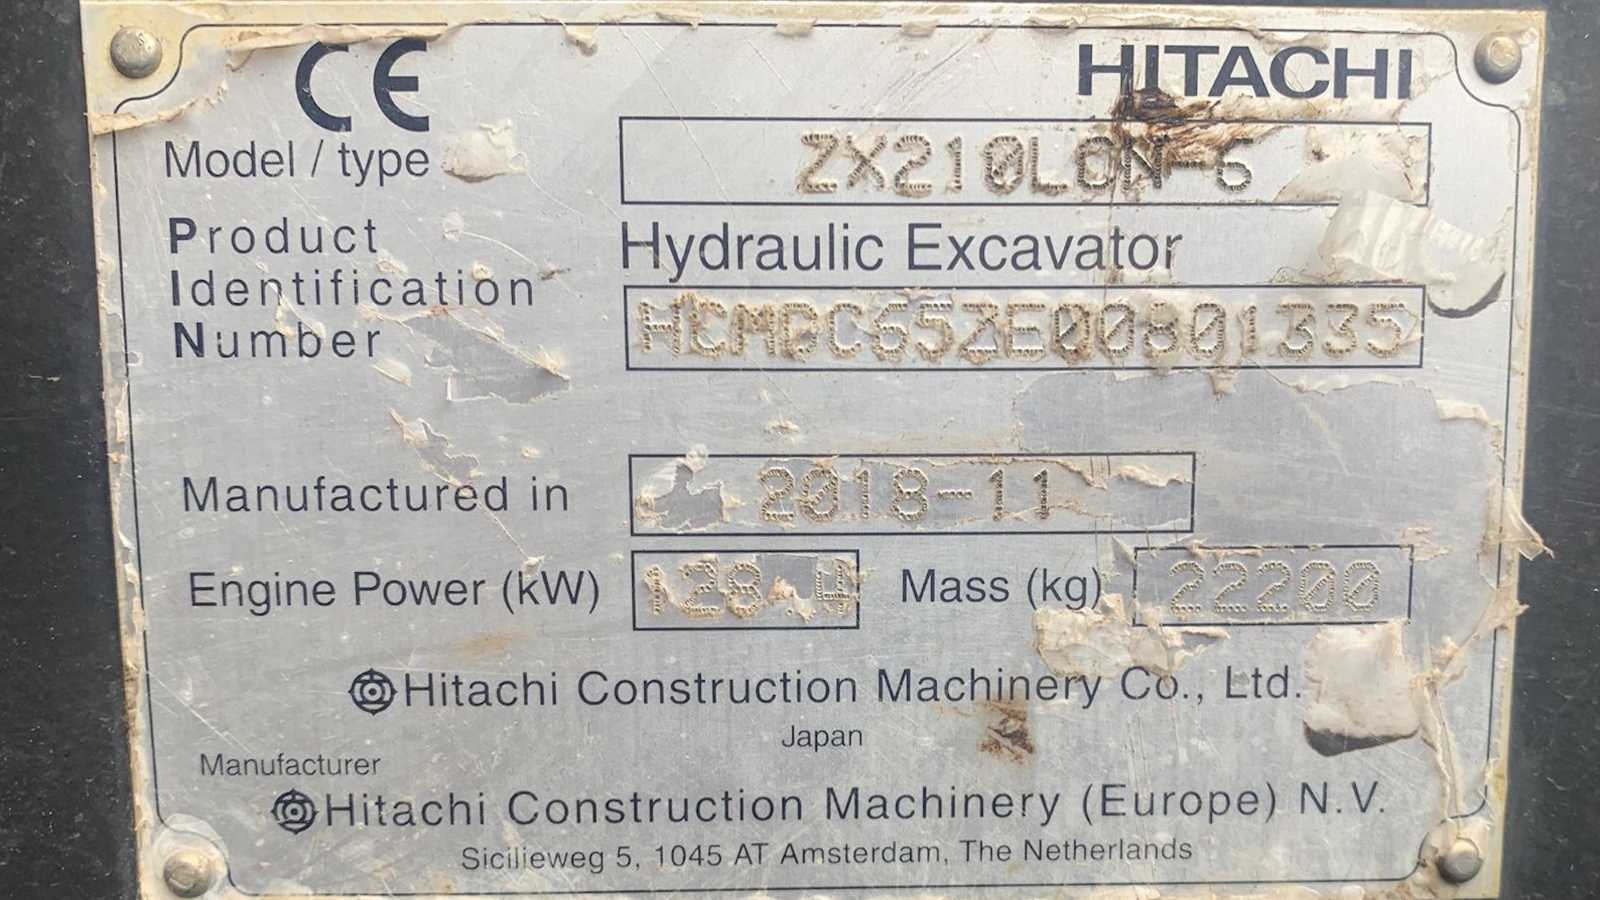 CE HITACHI
Model / type ZX210LCN-6
Product Hydraulic Excavator
Identification
Number HCMDC65ZE00801335
Manufactured in 2018-11
Engine Power (kW) Mass (kg) 22200
Hitachi Construction Machinery Co., Ltd.
Japan
Manufacturer
Hitachi Construction Machinery (Europe) N.V.
Sicilieweg 5, 1045 AT Amsterdam, The Netherlands